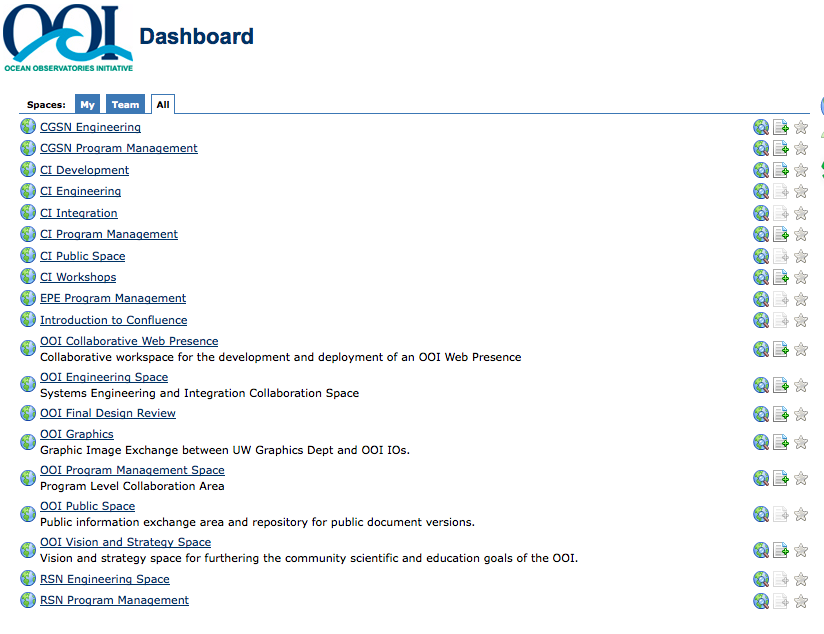 OOI
OCEAN OBSERVATORIES INITIATIVE
Dashboard
Spaces: My Team All
CGSN Engineering
CGSN Program Management
CI Development
CI Engineering
CI Integration
CI Program Management
CI Public Space
CI Workshops
EPE Program Management
Introduction to Confluence
OOI Collaborative Web Presence
Collaborative workspace for the development and deployment of an OOI Web Presence
OOI Engineering Space
Systems Engineering and Integration Collaboration Space
OOI Final Design Review
OOI Graphics
Graphic Image Exchange between UW Graphics Dept and OOI IOs.
OOI Program Management Space
Program Level Collaboration Area
OOI Public Space
Public information exchange area and repository for public document versions.
OOI Vision and Strategy Space
Vision and strategy space for furthering the community scientific and education goals of the OOI.
RSN Engineering Space
RSN Program Management